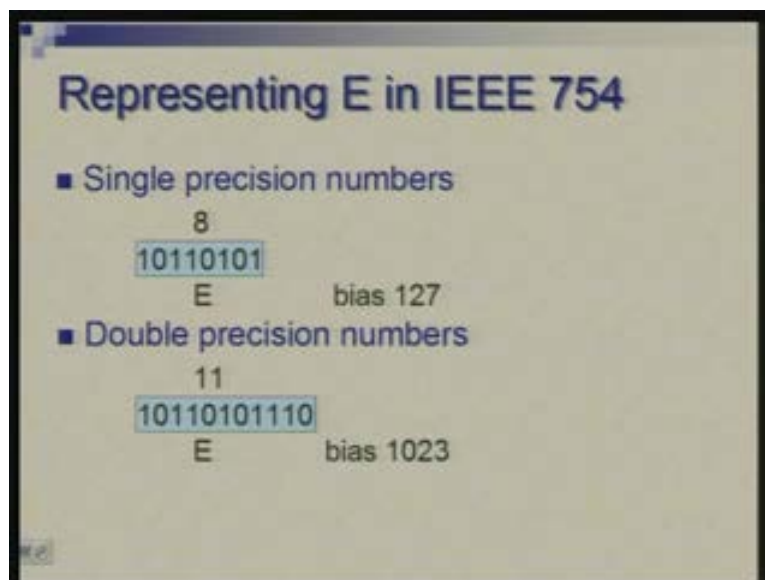 Representing E in IEEE 754
Single precision numbers
8
10110101
E bias 127
Double precision numbers
11
10110101110
E bias 1023